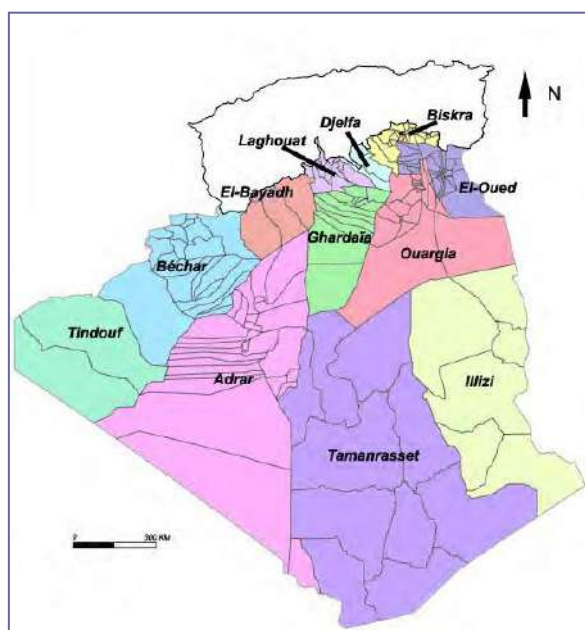 N
Biskra
Djelfa
Laghouat
El-Bayadh
El-Oued
Ghardaïa
Ouargla
Béchar
Tindouf
Adrar
Illizi
Tamanrasset
0 300 KM